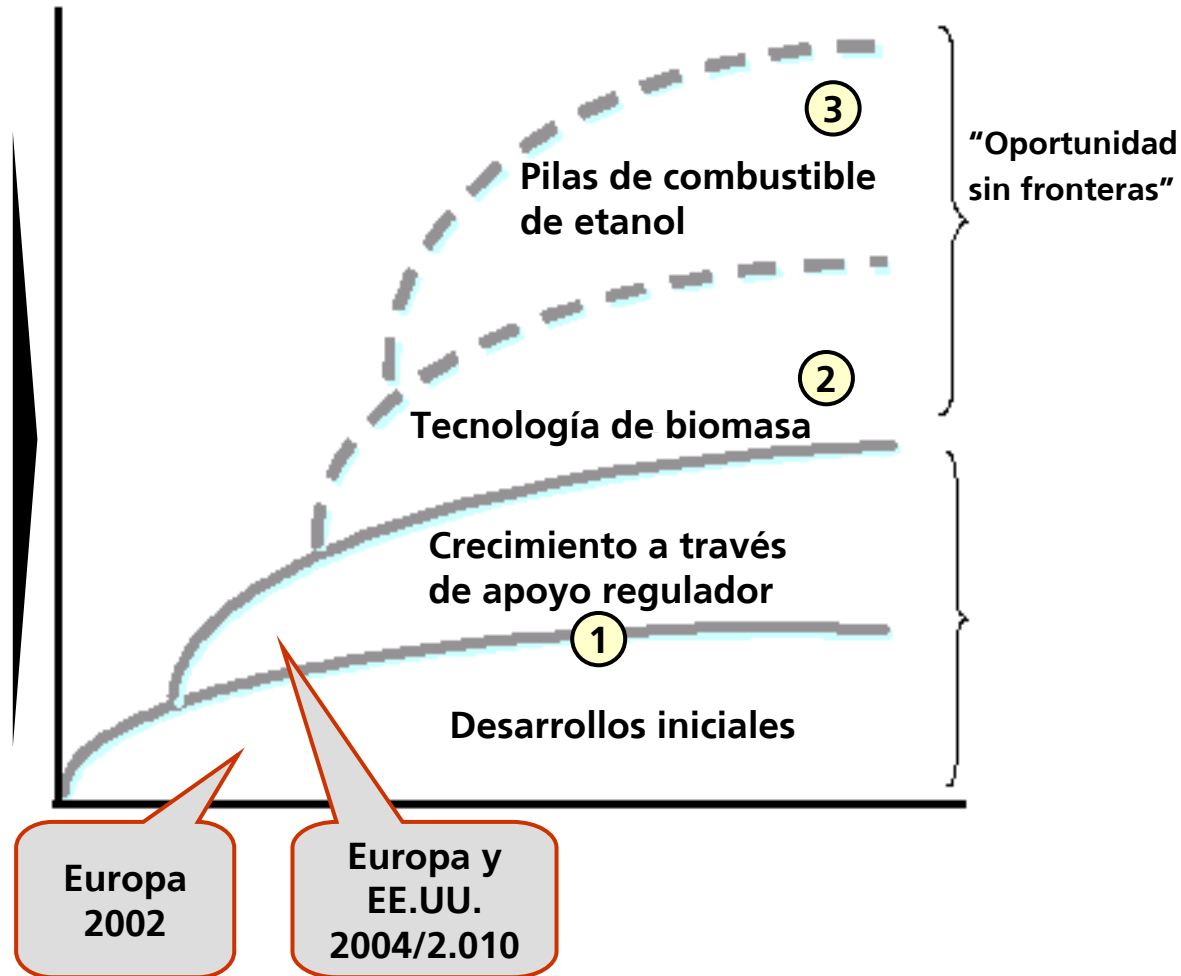 3
"Oportunidad
sin fronteras"
Pilas de combustible
de etanol
2
Tecnología de biomasa
Crecimiento a través
de apoyo regulador
1
Desarrollos iniciales
Europa
2002
Europa y
EE.UU.
2004/2.010